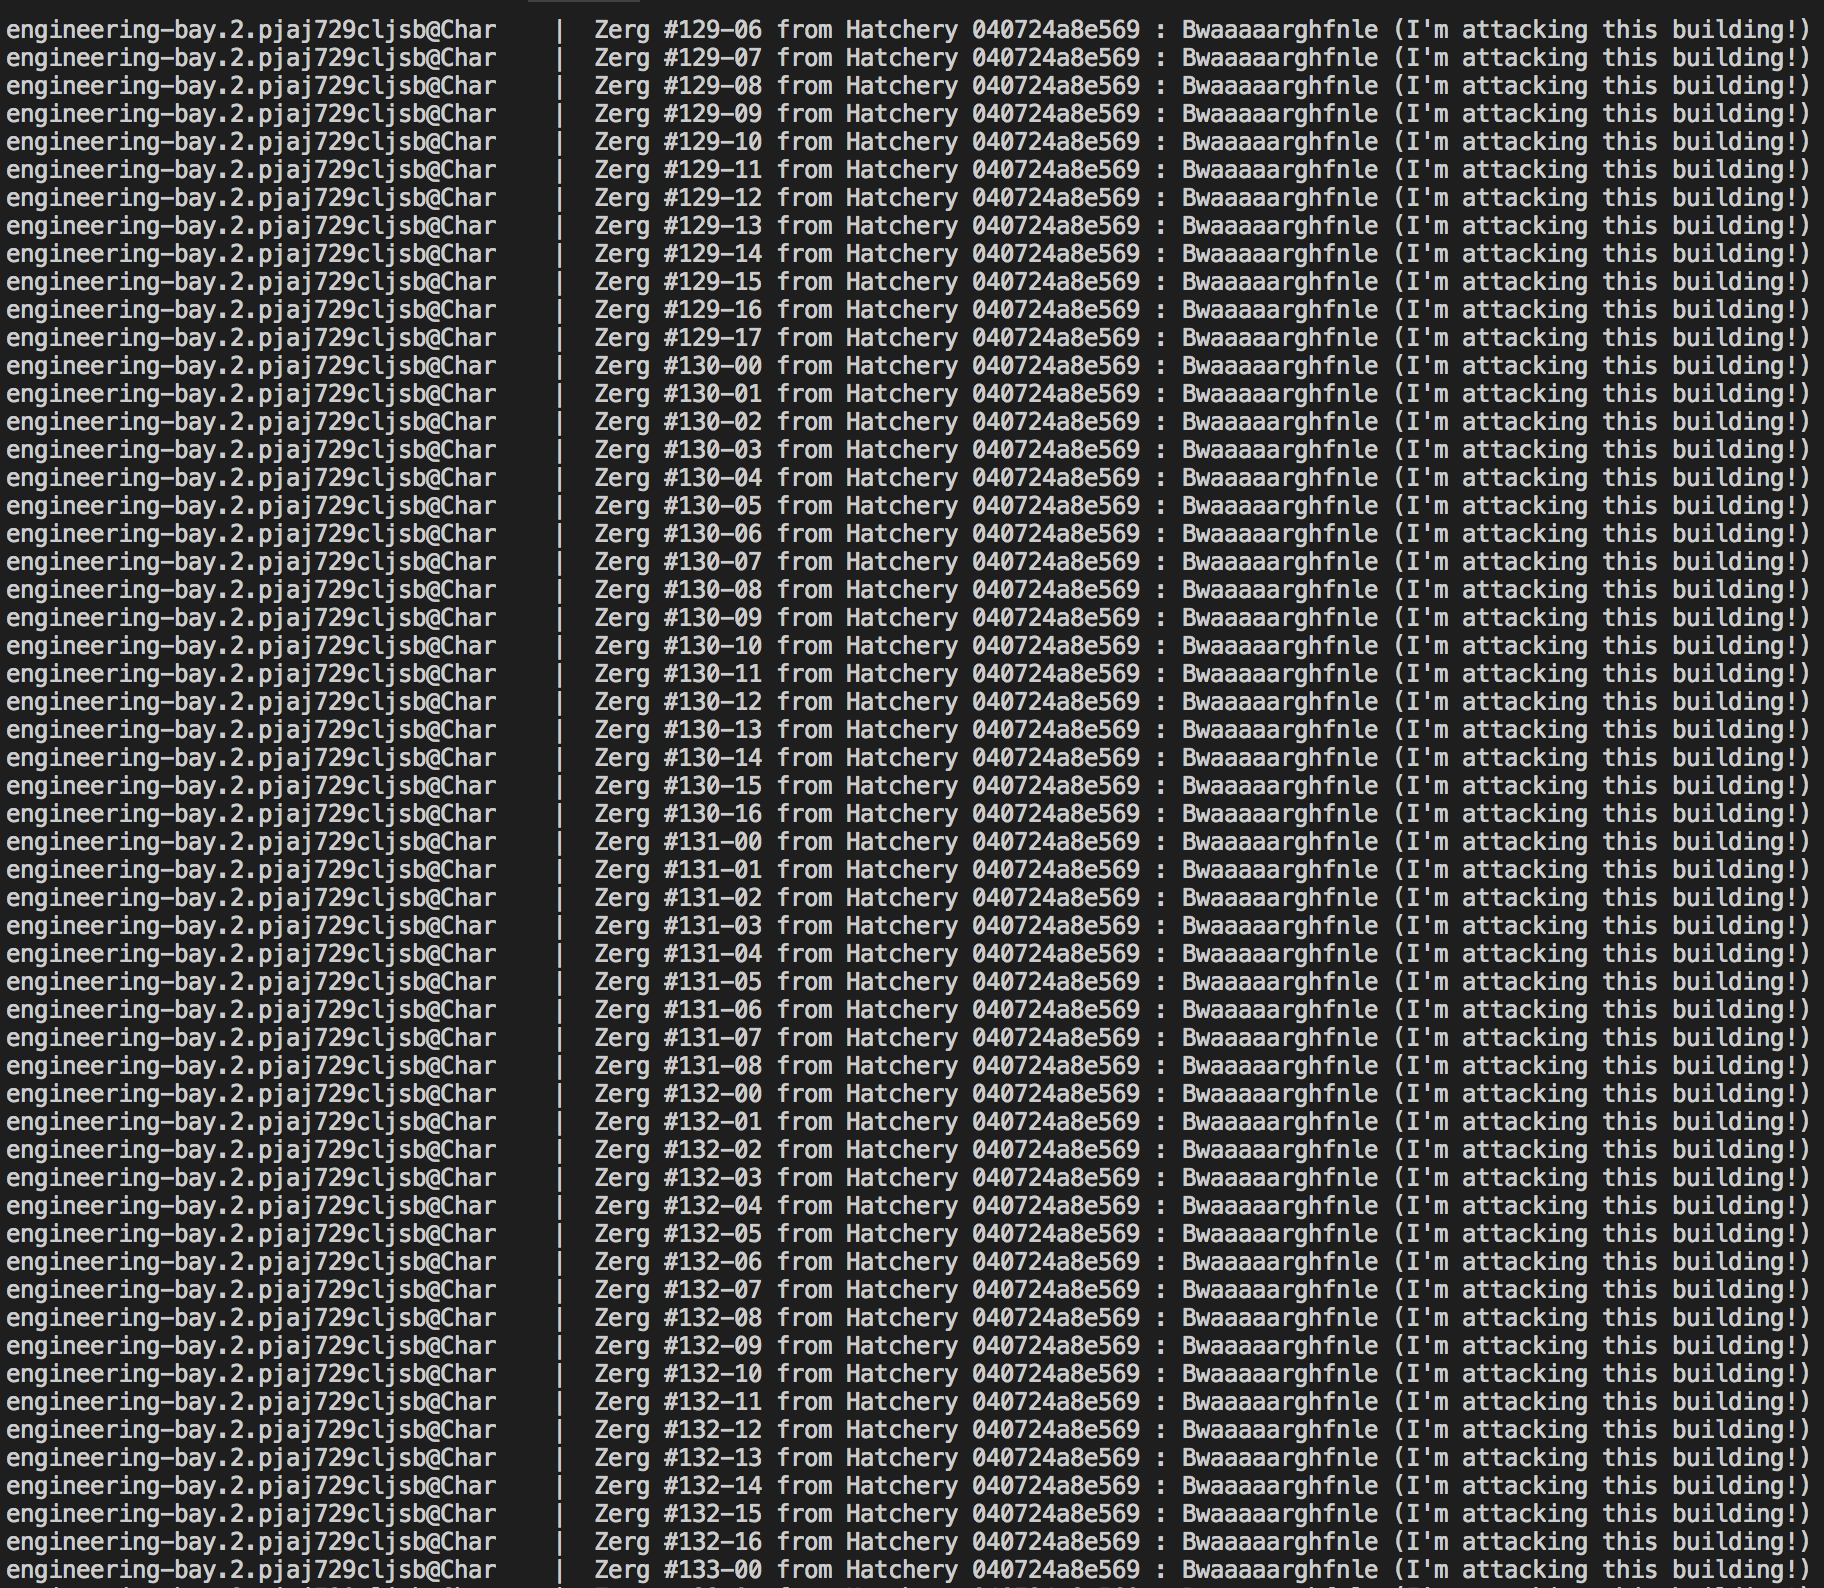 engineering-bay.2.pjaj729cljsb@Char    |  Zerg #129-06 from Hatchery 040724a8e569 : Bwaaaaarghfnle (I'm attacking this building!)
engineering-bay.2.pjaj729cljsb@Char    |  Zerg #129-07 from Hatchery 040724a8e569 : Bwaaaaarghfnle (I'm attacking this building!)
engineering-bay.2.pjaj729cljsb@Char    |  Zerg #129-08 from Hatchery 040724a8e569 : Bwaaaaarghfnle (I'm attacking this building!)
engineering-bay.2.pjaj729cljsb@Char    |  Zerg #129-09 from Hatchery 040724a8e569 : Bwaaaaarghfnle (I'm attacking this building!)
engineering-bay.2.pjaj729cljsb@Char    |  Zerg #129-10 from Hatchery 040724a8e569 : Bwaaaaarghfnle (I'm attacking this building!)
engineering-bay.2.pjaj729cljsb@Char    |  Zerg #129-11 from Hatchery 040724a8e569 : Bwaaaaarghfnle (I'm attacking this building!)
engineering-bay.2.pjaj729cljsb@Char    |  Zerg #129-12 from Hatchery 040724a8e569 : Bwaaaaarghfnle (I'm attacking this building!)
engineering-bay.2.pjaj729cljsb@Char    |  Zerg #129-13 from Hatchery 040724a8e569 : Bwaaaaarghfnle (I'm attacking this building!)
engineering-bay.2.pjaj729cljsb@Char    |  Zerg #129-14 from Hatchery 040724a8e569 : Bwaaaaarghfnle (I'm attacking this building!)
engineering-bay.2.pjaj729cljsb@Char    |  Zerg #129-15 from Hatchery 040724a8e569 : Bwaaaaarghfnle (I'm attacking this building!)
engineering-bay.2.pjaj729cljsb@Char    |  Zerg #129-16 from Hatchery 040724a8e569 : Bwaaaaarghfnle (I'm attacking this building!)
engineering-bay.2.pjaj729cljsb@Char    |  Zerg #129-17 from Hatchery 040724a8e569 : Bwaaaaarghfnle (I'm attacking this building!)
engineering-bay.2.pjaj729cljsb@Char    |  Zerg #130-00 from Hatchery 040724a8e569 : Bwaaaaarghfnle (I'm attacking this building!)
engineering-bay.2.pjaj729cljsb@Char    |  Zerg #130-01 from Hatchery 040724a8e569 : Bwaaaaarghfnle (I'm attacking this building!)
engineering-bay.2.pjaj729cljsb@Char    |  Zerg #130-02 from Hatchery 040724a8e569 : Bwaaaaarghfnle (I'm attacking this building!)
engineering-bay.2.pjaj729cljsb@Char    |  Zerg #130-03 from Hatchery 040724a8e569 : Bwaaaaarghfnle (I'm attacking this building!)
engineering-bay.2.pjaj729cljsb@Char    |  Zerg #130-04 from Hatchery 040724a8e569 : Bwaaaaarghfnle (I'm attacking this building!)
engineering-bay.2.pjaj729cljsb@Char    |  Zerg #130-05 from Hatchery 040724a8e569 : Bwaaaaarghfnle (I'm attacking this building!)
engineering-bay.2.pjaj729cljsb@Char    |  Zerg #130-06 from Hatchery 040724a8e569 : Bwaaaaarghfnle (I'm attacking this building!)
engineering-bay.2.pjaj729cljsb@Char    |  Zerg #130-07 from Hatchery 040724a8e569 : Bwaaaaarghfnle (I'm attacking this building!)
engineering-bay.2.pjaj729cljsb@Char    |  Zerg #130-08 from Hatchery 040724a8e569 : Bwaaaaarghfnle (I'm attacking this building!)
engineering-bay.2.pjaj729cljsb@Char    |  Zerg #130-09 from Hatchery 040724a8e569 : Bwaaaaarghfnle (I'm attacking this building!)
engineering-bay.2.pjaj729cljsb@Char    |  Zerg #130-10 from Hatchery 040724a8e569 : Bwaaaaarghfnle (I'm attacking this building!)
engineering-bay.2.pjaj729cljsb@Char    |  Zerg #130-11 from Hatchery 040724a8e569 : Bwaaaaarghfnle (I'm attacking this building!)
engineering-bay.2.pjaj729cljsb@Char    |  Zerg #130-12 from Hatchery 040724a8e569 : Bwaaaaarghfnle (I'm attacking this building!)
engineering-bay.2.pjaj729cljsb@Char    |  Zerg #130-13 from Hatchery 040724a8e569 : Bwaaaaarghfnle (I'm attacking this building!)
engineering-bay.2.pjaj729cljsb@Char    |  Zerg #130-14 from Hatchery 040724a8e569 : Bwaaaaarghfnle (I'm attacking this building!)
engineering-bay.2.pjaj729cljsb@Char    |  Zerg #130-15 from Hatchery 040724a8e569 : Bwaaaaarghfnle (I'm attacking this building!)
engineering-bay.2.pjaj729cljsb@Char    |  Zerg #130-16 from Hatchery 040724a8e569 : Bwaaaaarghfnle (I'm attacking this building!)
engineering-bay.2.pjaj729cljsb@Char    |  Zerg #131-00 from Hatchery 040724a8e569 : Bwaaaaarghfnle (I'm attacking this building!)
engineering-bay.2.pjaj729cljsb@Char    |  Zerg #131-01 from Hatchery 040724a8e569 : Bwaaaaarghfnle (I'm attacking this building!)
engineering-bay.2.pjaj729cljsb@Char    |  Zerg #131-02 from Hatchery 040724a8e569 : Bwaaaaarghfnle (I'm attacking this building!)
engineering-bay.2.pjaj729cljsb@Char    |  Zerg #131-03 from Hatchery 040724a8e569 : Bwaaaaarghfnle (I'm attacking this building!)
engineering-bay.2.pjaj729cljsb@Char    |  Zerg #131-04 from Hatchery 040724a8e569 : Bwaaaaarghfnle (I'm attacking this building!)
engineering-bay.2.pjaj729cljsb@Char    |  Zerg #131-05 from Hatchery 040724a8e569 : Bwaaaaarghfnle (I'm attacking this building!)
engineering-bay.2.pjaj729cljsb@Char    |  Zerg #131-06 from Hatchery 040724a8e569 : Bwaaaaarghfnle (I'm attacking this building!)
engineering-bay.2.pjaj729cljsb@Char    |  Zerg #131-07 from Hatchery 040724a8e569 : Bwaaaaarghfnle (I'm attacking this building!)
engineering-bay.2.pjaj729cljsb@Char    |  Zerg #131-08 from Hatchery 040724a8e569 : Bwaaaaarghfnle (I'm attacking this building!)
engineering-bay.2.pjaj729cljsb@Char    |  Zerg #132-00 from Hatchery 040724a8e569 : Bwaaaaarghfnle (I'm attacking this building!)
engineering-bay.2.pjaj729cljsb@Char    |  Zerg #132-01 from Hatchery 040724a8e569 : Bwaaaaarghfnle (I'm attacking this building!)
engineering-bay.2.pjaj729cljsb@Char    |  Zerg #132-02 from Hatchery 040724a8e569 : Bwaaaaarghfnle (I'm attacking this building!)
engineering-bay.2.pjaj729cljsb@Char    |  Zerg #132-03 from Hatchery 040724a8e569 : Bwaaaaarghfnle (I'm attacking this building!)
engineering-bay.2.pjaj729cljsb@Char    |  Zerg #132-04 from Hatchery 040724a8e569 : Bwaaaaarghfnle (I'm attacking this building!)
engineering-bay.2.pjaj729cljsb@Char    |  Zerg #132-05 from Hatchery 040724a8e569 : Bwaaaaarghfnle (I'm attacking this building!)
engineering-bay.2.pjaj729cljsb@Char    |  Zerg #132-06 from Hatchery 040724a8e569 : Bwaaaaarghfnle (I'm attacking this building!)
engineering-bay.2.pjaj729cljsb@Char    |  Zerg #132-07 from Hatchery 040724a8e569 : Bwaaaaarghfnle (I'm attacking this building!)
engineering-bay.2.pjaj729cljsb@Char    |  Zerg #132-08 from Hatchery 040724a8e569 : Bwaaaaarghfnle (I'm attacking this building!)
engineering-bay.2.pjaj729cljsb@Char    |  Zerg #132-09 from Hatchery 040724a8e569 : Bwaaaaarghfnle (I'm attacking this building!)
engineering-bay.2.pjaj729cljsb@Char    |  Zerg #132-10 from Hatchery 040724a8e569 : Bwaaaaarghfnle (I'm attacking this building!)
engineering-bay.2.pjaj729cljsb@Char    |  Zerg #132-11 from Hatchery 040724a8e569 : Bwaaaaarghfnle (I'm attacking this building!)
engineering-bay.2.pjaj729cljsb@Char    |  Zerg #132-12 from Hatchery 040724a8e569 : Bwaaaaarghfnle (I'm attacking this building!)
engineering-bay.2.pjaj729cljsb@Char    |  Zerg #132-13 from Hatchery 040724a8e569 : Bwaaaaarghfnle (I'm attacking this building!)
engineering-bay.2.pjaj729cljsb@Char    |  Zerg #132-14 from Hatchery 040724a8e569 : Bwaaaaarghfnle (I'm attacking this building!)
engineering-bay.2.pjaj729cljsb@Char    |  Zerg #132-15 from Hatchery 040724a8e569 : Bwaaaaarghfnle (I'm attacking this building!)
engineering-bay.2.pjaj729cljsb@Char    |  Zerg #132-16 from Hatchery 040724a8e569 : Bwaaaaarghfnle (I'm attacking this building!)
engineering-bay.2.pjaj729cljsb@Char    |  Zerg #133-00 from Hatchery 040724a8e569 : Bwaaaaarghfnle (I'm attacking this building!)